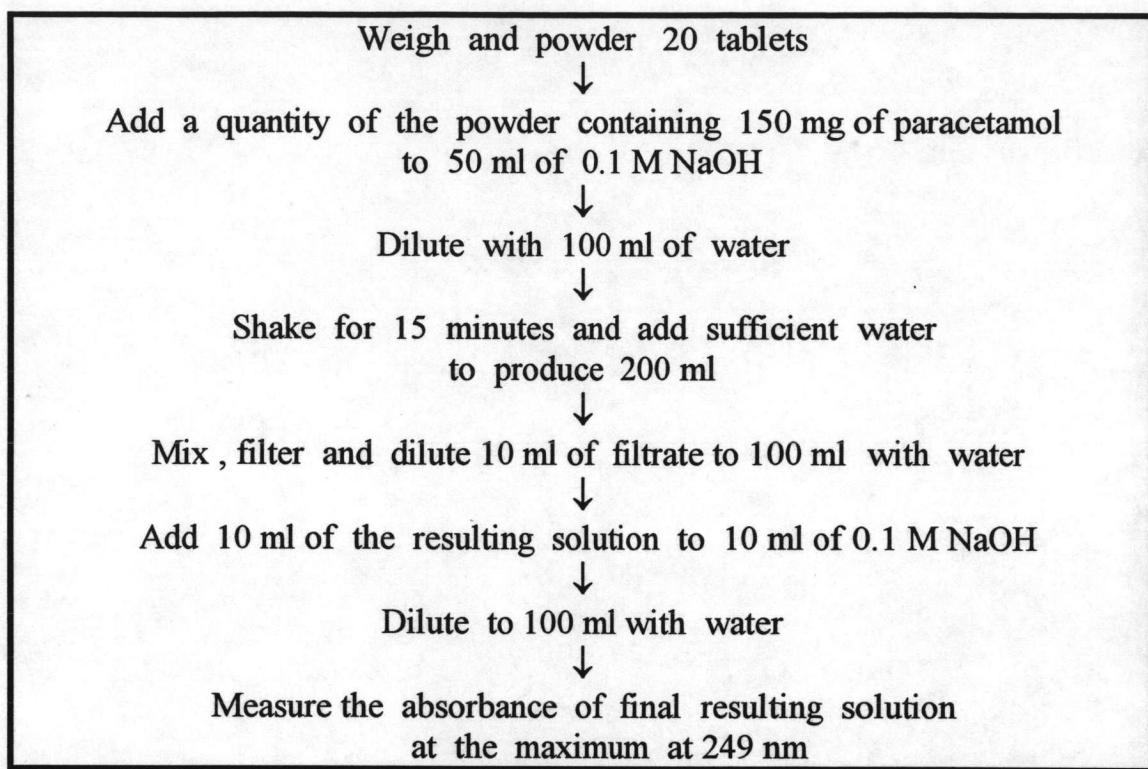 Weigh and powder 20 tablets
↓
Add a quantity of the powder containing 150 mg of paracetamol
to 50 ml of 0.1 M NaOH
↓
Dilute with 100 ml of water
↓
Shake for 15 minutes and add sufficient water
to produce 200 ml
↓
Mix , filter and dilute 10 ml of filtrate to 100 ml with water
↓
Add 10 ml of the resulting solution to 10 ml of 0.1 M NaOH
↓
Dilute to 100 ml with water
↓
Measure the absorbance of final resulting solution
at the maximum at 249 nm